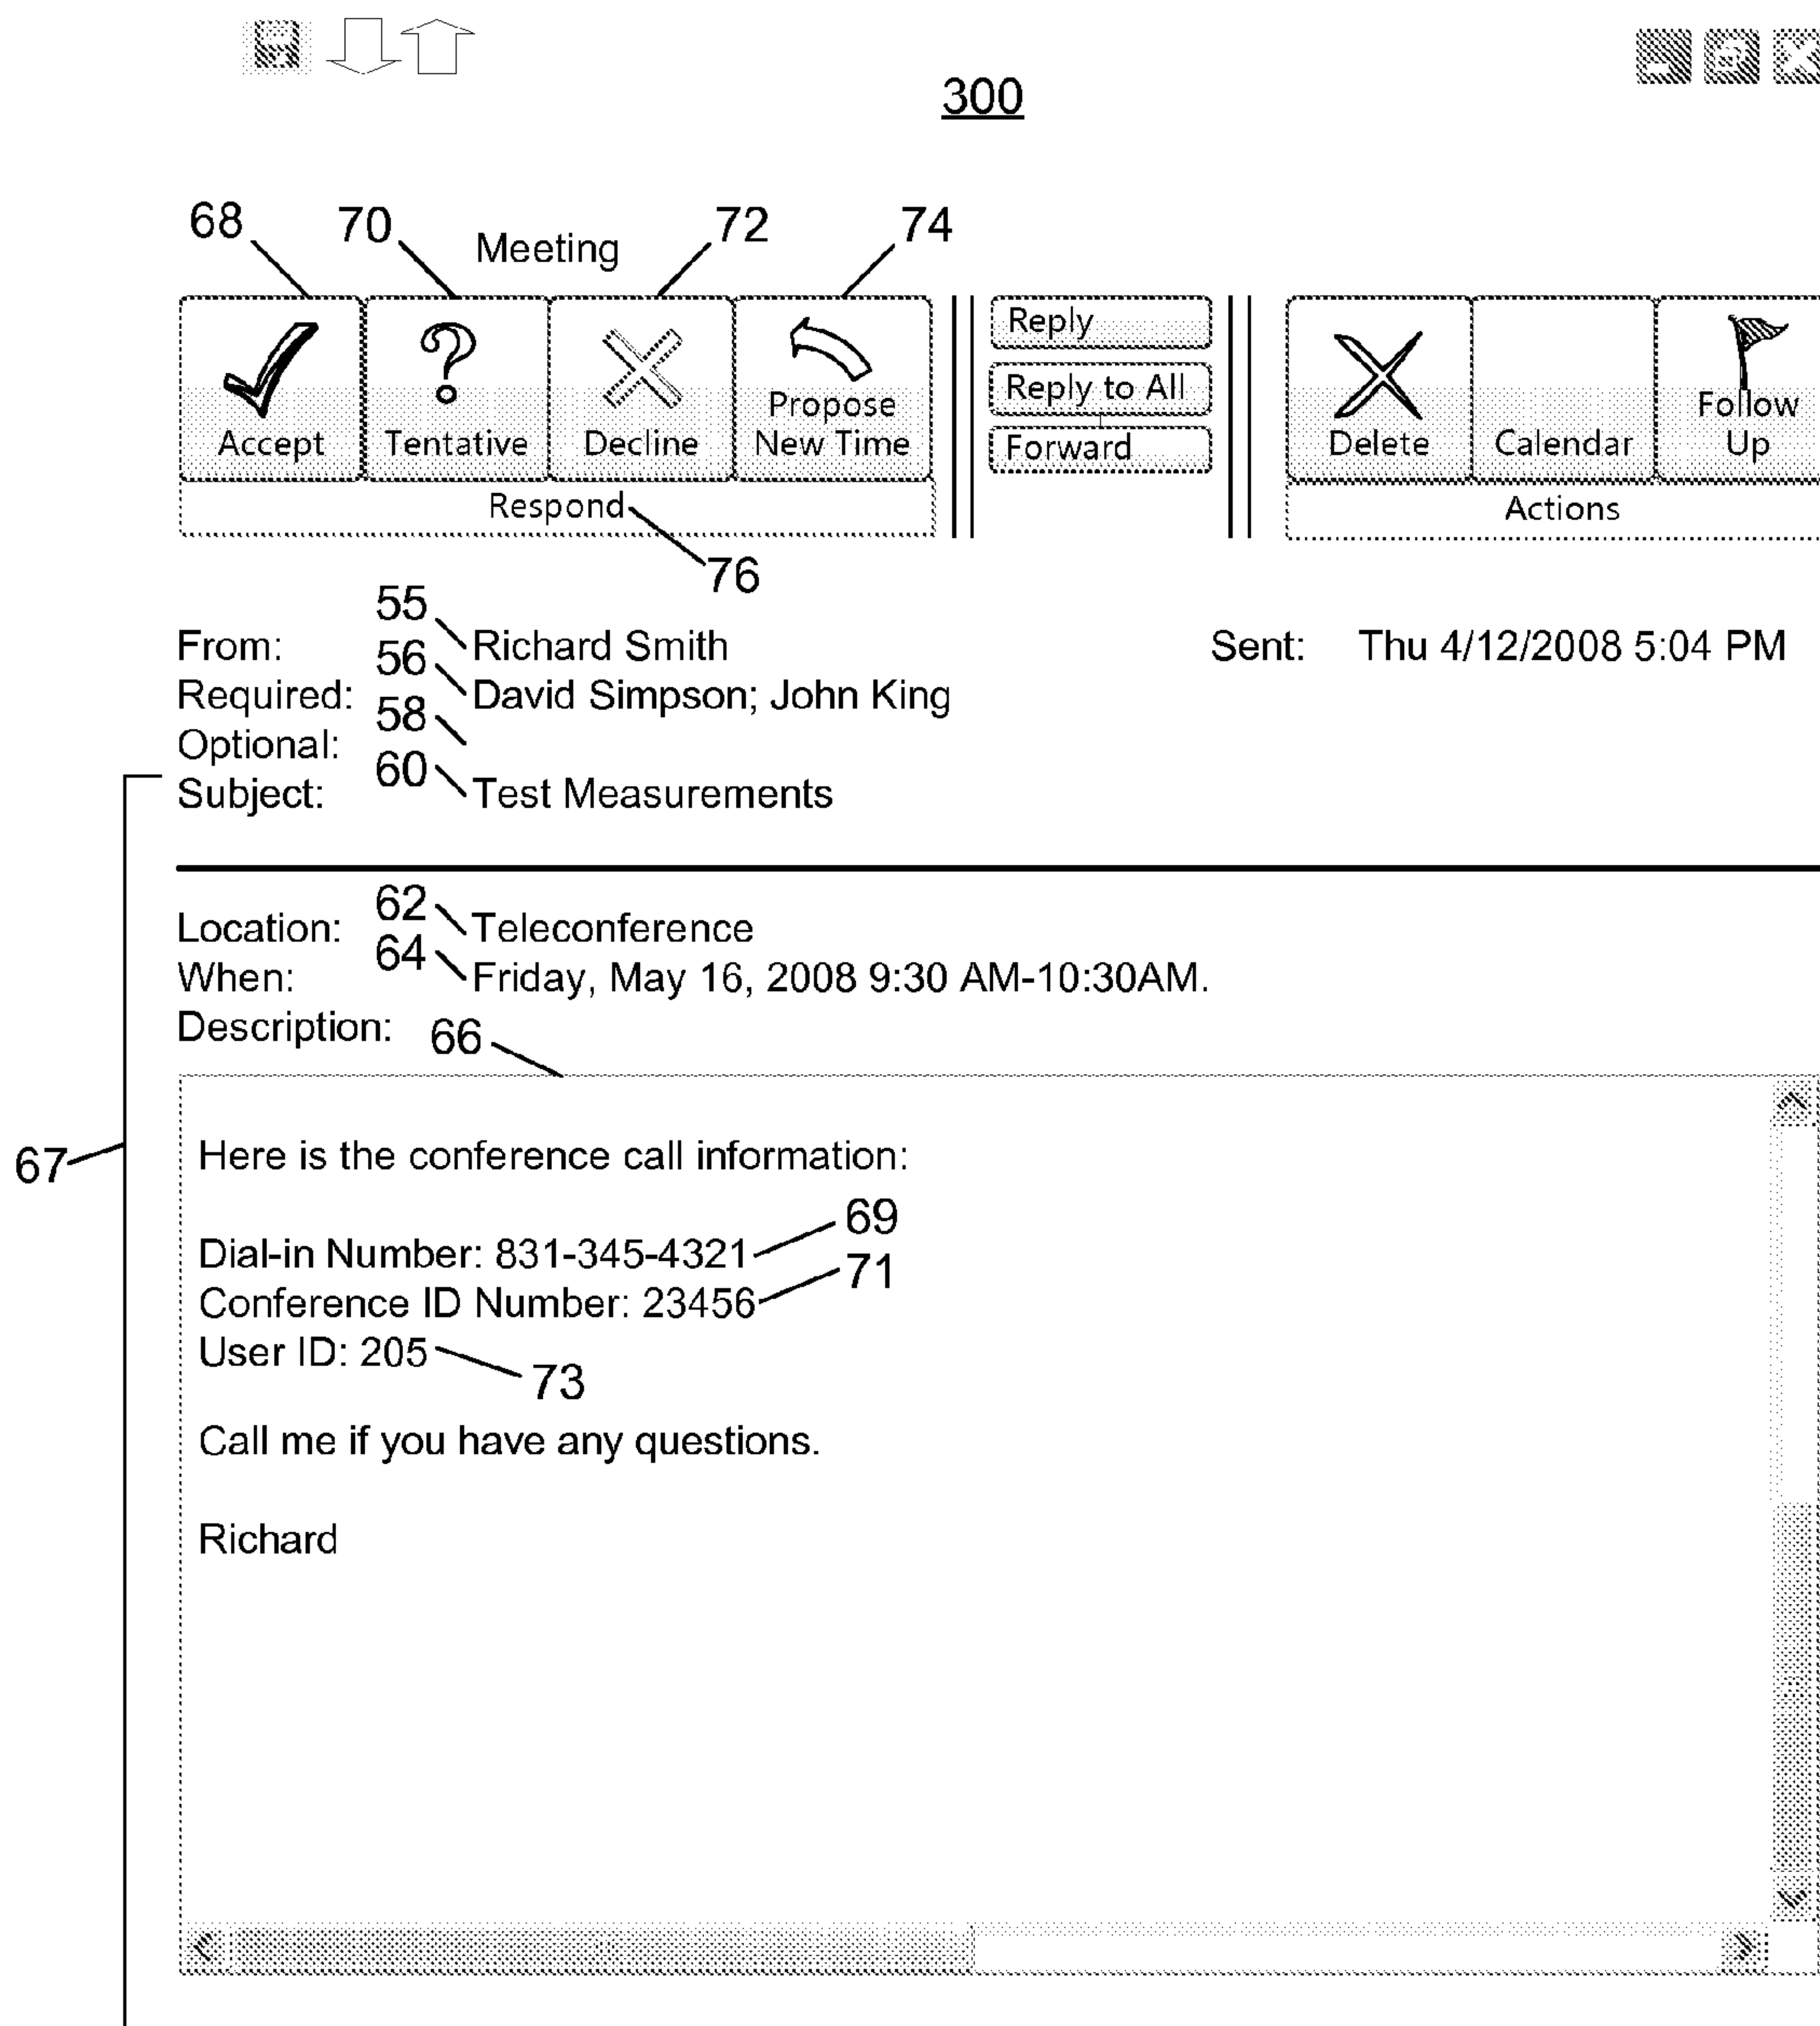 300
68 70 Meeting 72 74
Accept Tentative Decline Propose New Time
Reply
Reply to All
Forward
Delete Calendar Follow Up
Respond Actions
76
From: 55 Richard Smith Sent: Thu 4/12/2008 5:04 PM
Required: 56 David Simpson; John King
Optional: 58
Subject: 60 Test Measurements
Location: 62 Teleconference
When: 64 Friday, May 16, 2008 9:30 AM-10:30AM.
Description: 66
67
Here is the conference call information:
Dial-in Number: 831-345-4321 69
Conference ID Number: 23456 71
User ID: 205 73
Call me if you have any questions.
Richard